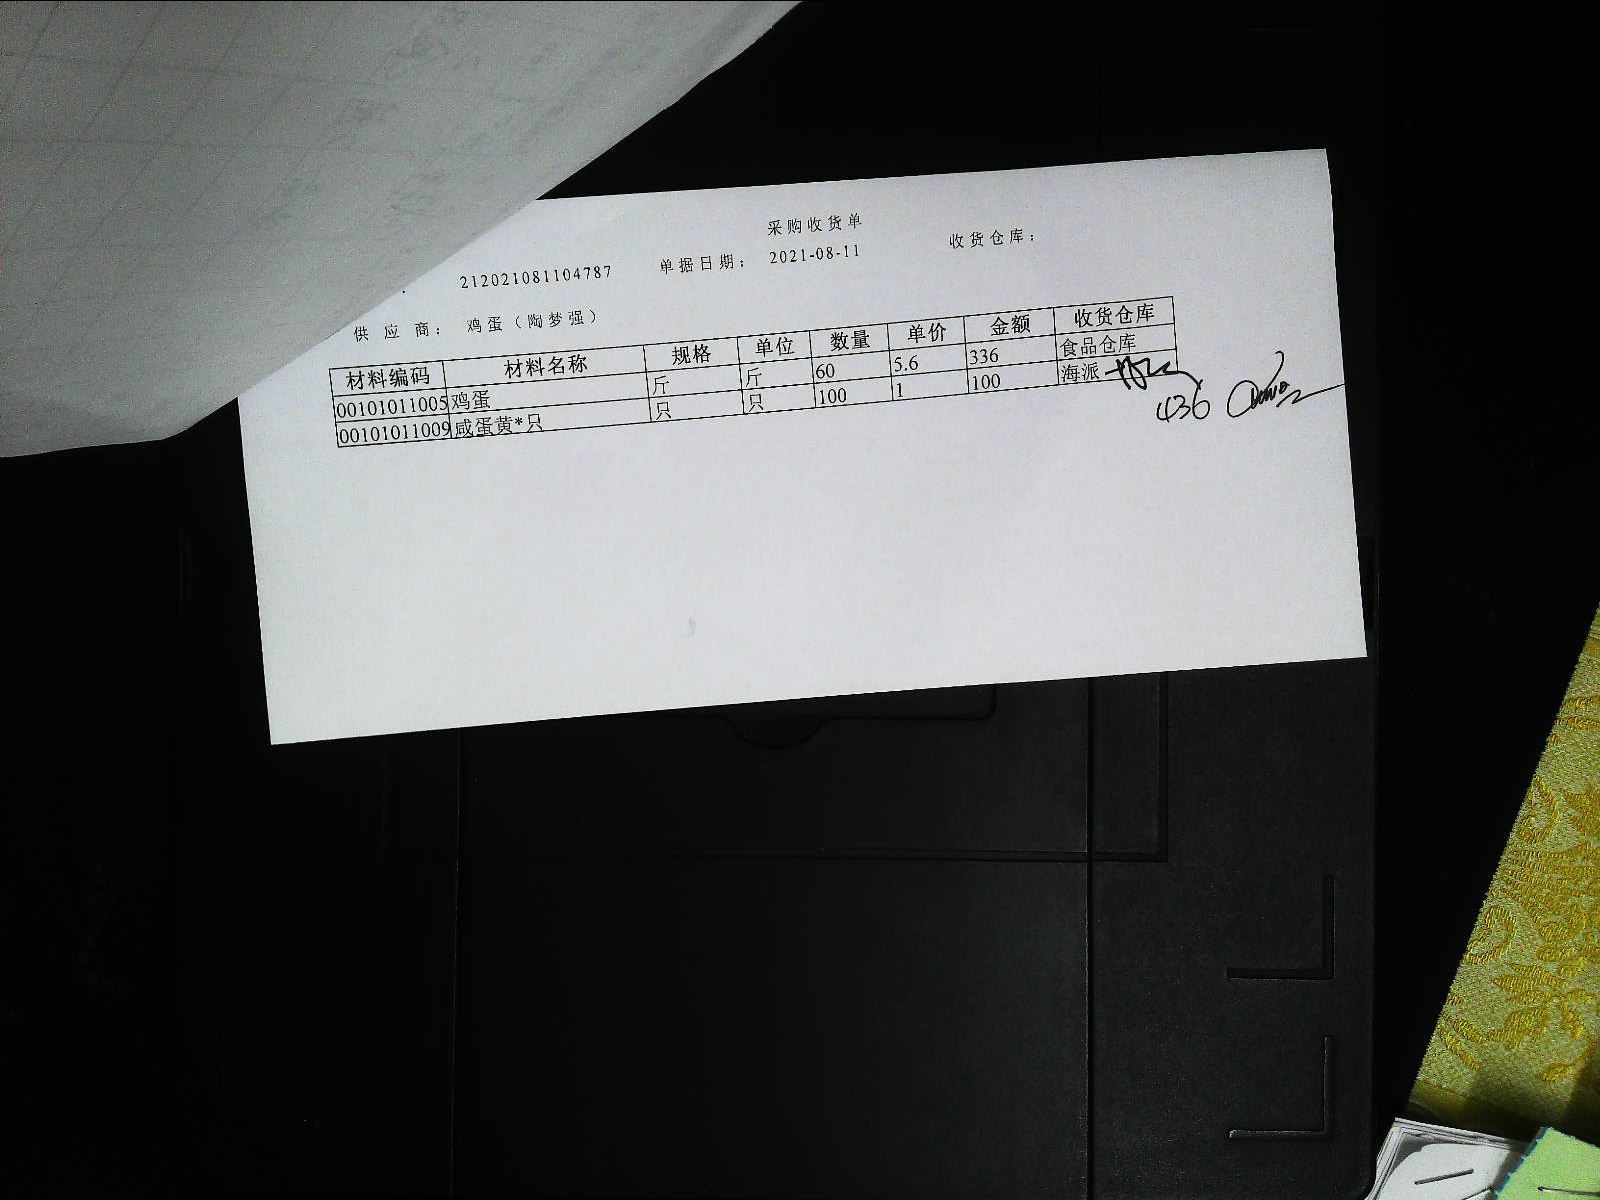 采购收货单
212021081104787 单据日期： 2021-08-11 收货仓库：
供应商： 鸡蛋（陶梦强）
材料编码 材料名称 规格 单位 数量 单价 金额 收货仓库
00101011005 鸡蛋 斤 斤 60 5.6 336 食品仓库
00101011009 咸蛋黄*只 只 只 100 1 100 海派
436